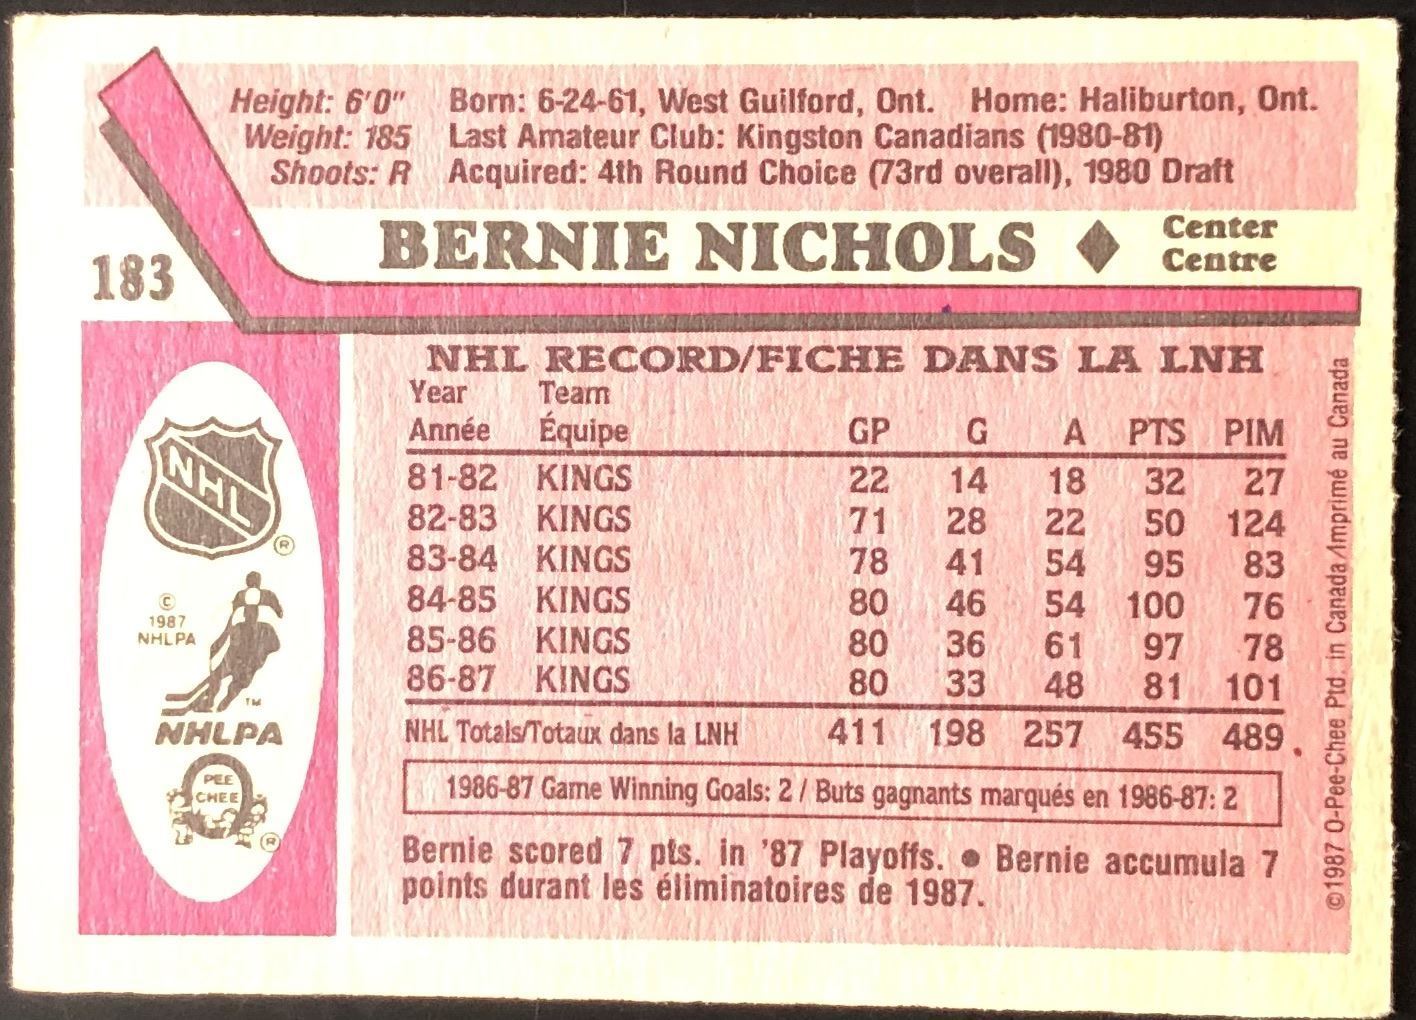 Height: 6'0" Born: 6-24-61, West Guilford, Ont. Home: Haliburton, Ont.
Weight: 185 Last Amateur Club: Kingston Canadians (1980-81)
Shoots: R Acquired: 4th Round Choice (73rd overall), 1980 Draft
183 BERNIE NICHOLS ♦ Center
Centre
NHL RECORD/FICHE DANS LA LNH
Year Team
Année Équipe GP G A PTS PIM
81-82 KINGS 22 14 18 32 27
82-83 KINGS 71 28 22 50 124
83-84 KINGS 78 41 54 95 83
84-85 KINGS 80 46 54 100 76
85-86 KINGS 80 36 61 97 78
86-87 KINGS 80 33 48 81 101
NHL Totals/Totaux dans la LNH 411 198 257 455 489
1986-87 Game Winning Goals: 2 / Buts gagnants marqués en 1986-87: 2
Bernie scored 7 pts. in '87 Playoffs. ● Bernie accumula 7
points durant les éliminatoires de 1987.
NHL
®
©
1987
NHLPA
TM
NHLPA
PEE
CHEE
®
©1987 O-Pee-Chee Ptd. in Canada/Imprimé au Canada